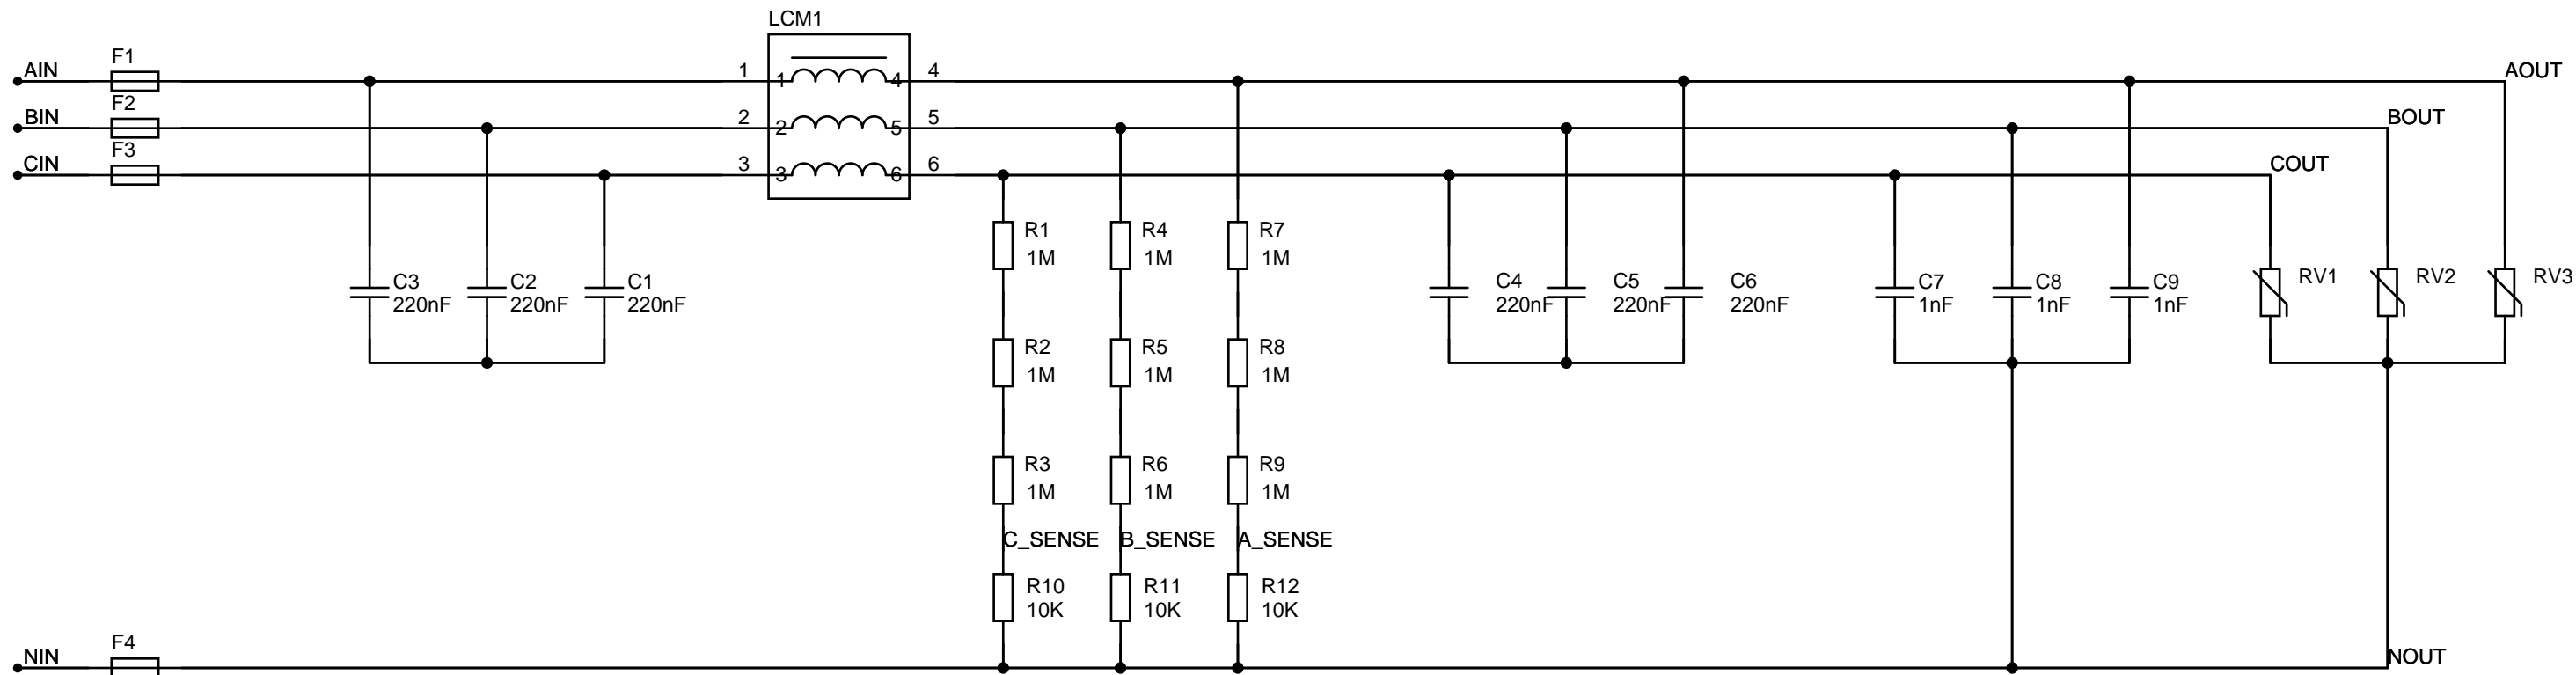 LCM1
F1
AIN
1
1
4
4
AOUT
F2
BIN
2
2
5
5
BOUT
F3
CIN
3
3
6
6
COUT
R1
1M
R4
1M
R7
1M
C3
220nF
C2
220nF
C1
220nF
C4
220nF
C5
220nF
C6
220nF
C7
1nF
C8
1nF
C9
1nF
RV1
RV2
RV3
R2
1M
R5
1M
R8
1M
R3
1M
R6
1M
R9
1M
C_SENSE
B_SENSE
A_SENSE
R10
10K
R11
10K
R12
10K
F4
NIN
NOUT